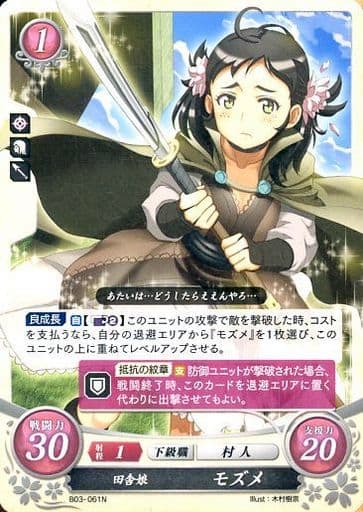 1
あたいは…どうしたらええんやろ…
良成長 自 【2】このユニットの攻撃で敵を撃破した時、コスト
を支払うなら、自分の退避エリアから『モズメ』を1枚選び、この
ユニットの上に重ねてレベルアップさせる。
抵抗の紋章 支 防御ユニットが撃破された場合、
戦闘終了時、このカードを退避エリアに置く
代わりに出撃させてもよい。
戦闘力
30
射程 1 下級職 村人
田舎娘 モズメ
支援力
20
B03-061N
Illust:木村樹崇